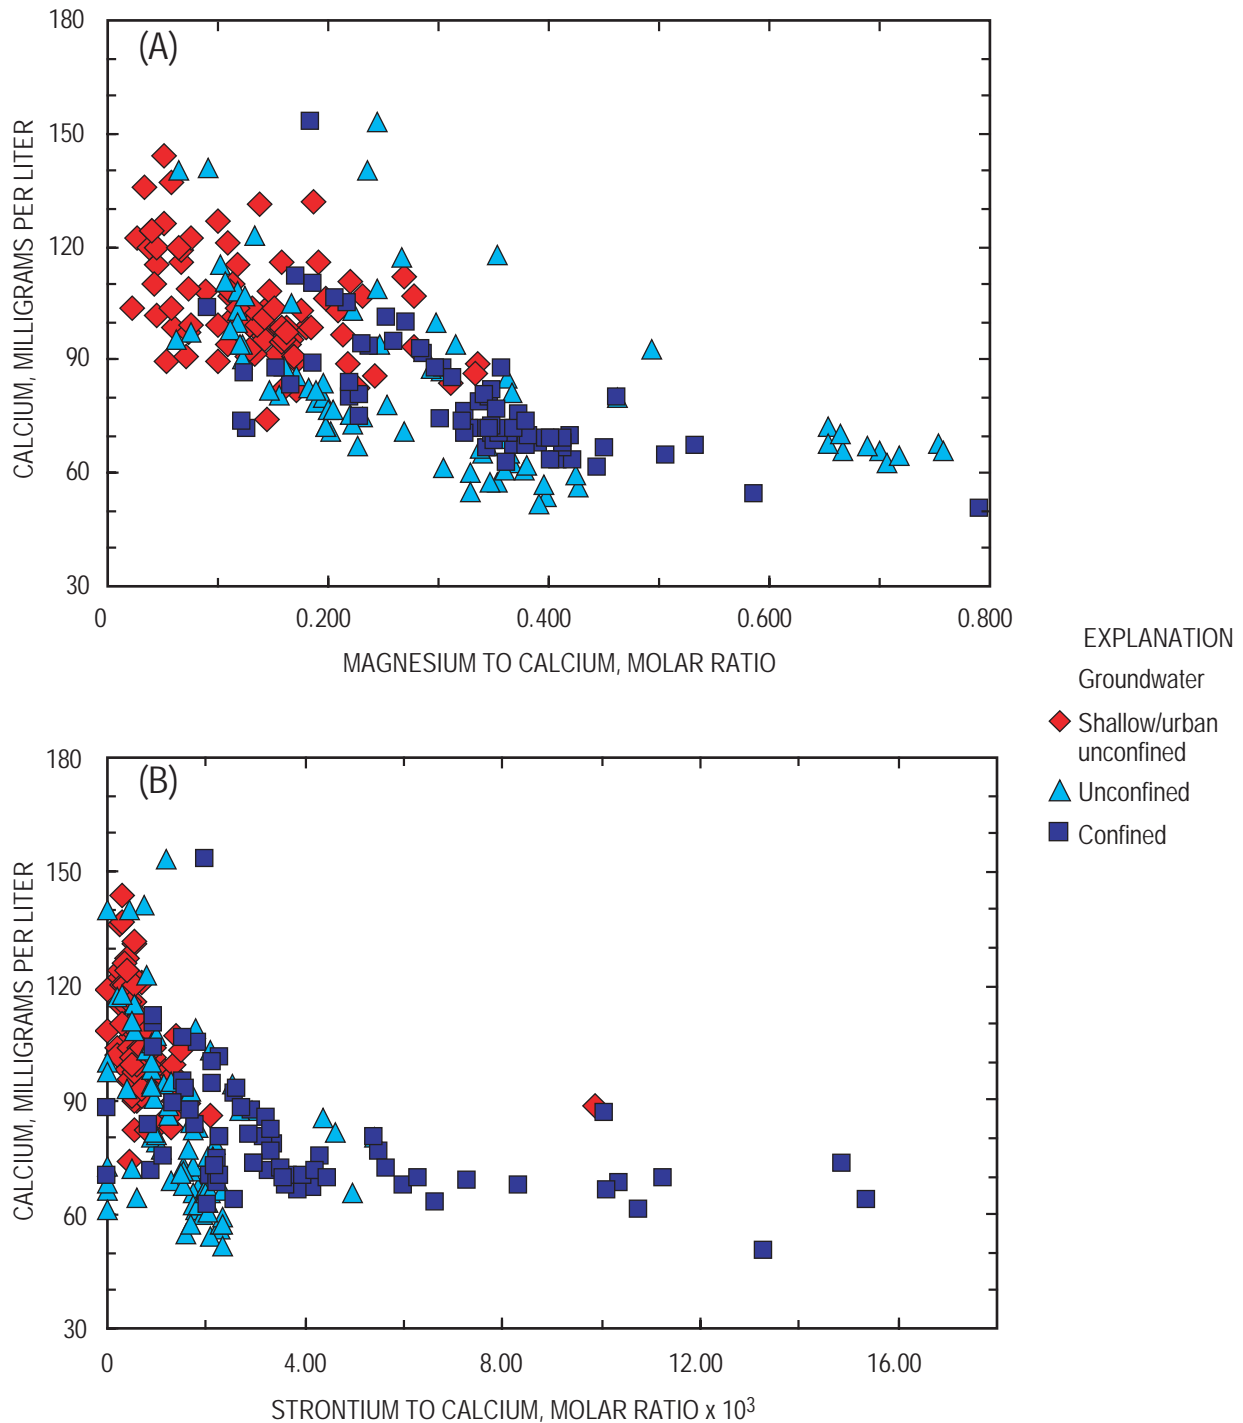 180
(A)
150
120
90
60
30
CALCIUM, MILLIGRAMS PER LITER
0
0.200
0.400
0.600
0.800
MAGNESIUM TO CALCIUM, MOLAR RATIO
EXPLANATION
Groundwater
Shallow/urban
unconfined
Unconfined
Confined
180
(B)
150
120
90
60
30
CALCIUM, MILLIGRAMS PER LITER
0
4.00
8.00
12.00
16.00
STRONTIUM TO CALCIUM, MOLAR RATIO x 10³